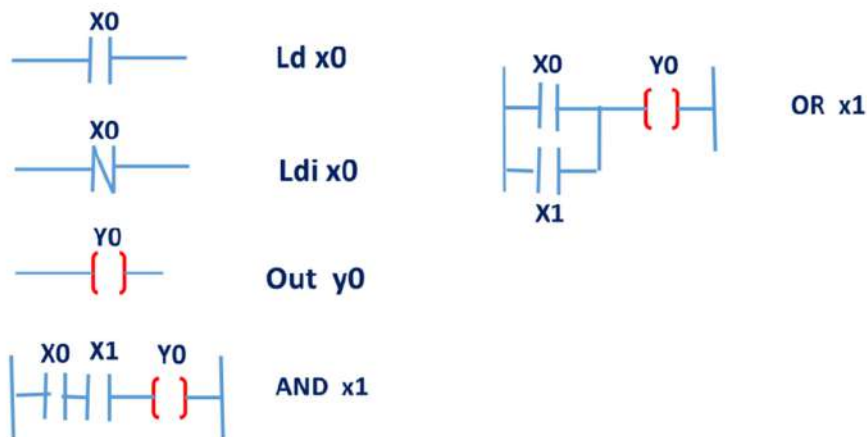 X0
Ld x0
X0
Ldi x0
Y0
Out y0
X0 X1 Y0
AND x1
X0 Y0
OR x1
X1